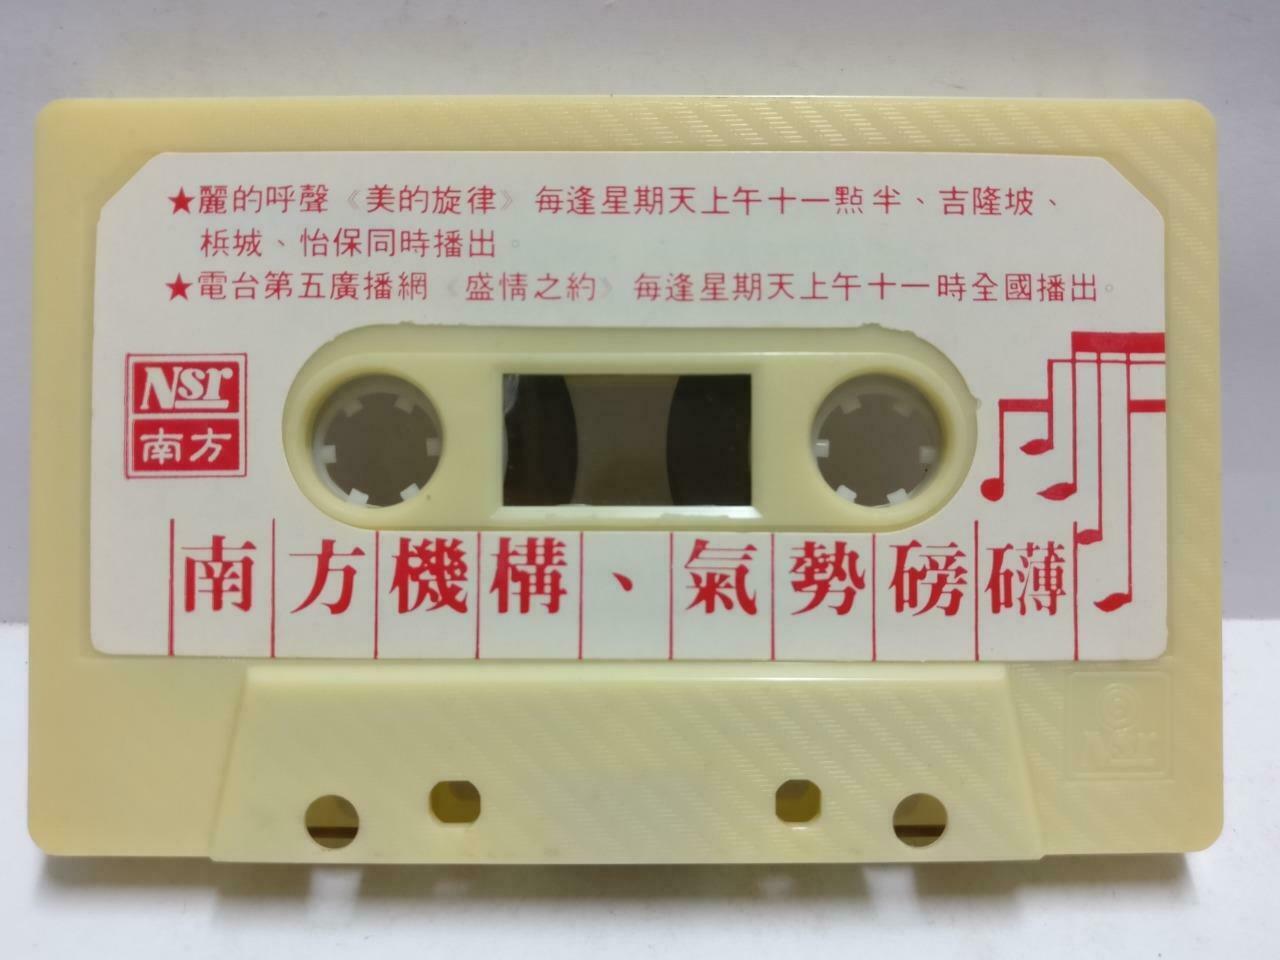 ★麗的呼聲《美的旋律》每逢星期天上午十一點半、吉隆坡、
梹城、怡保同時播出。
★電台第五廣播網《盛情之約》每逢星期天上午十一時全國播出。
Nsr
南方
南方機構、氣勢磅礴
Nsr